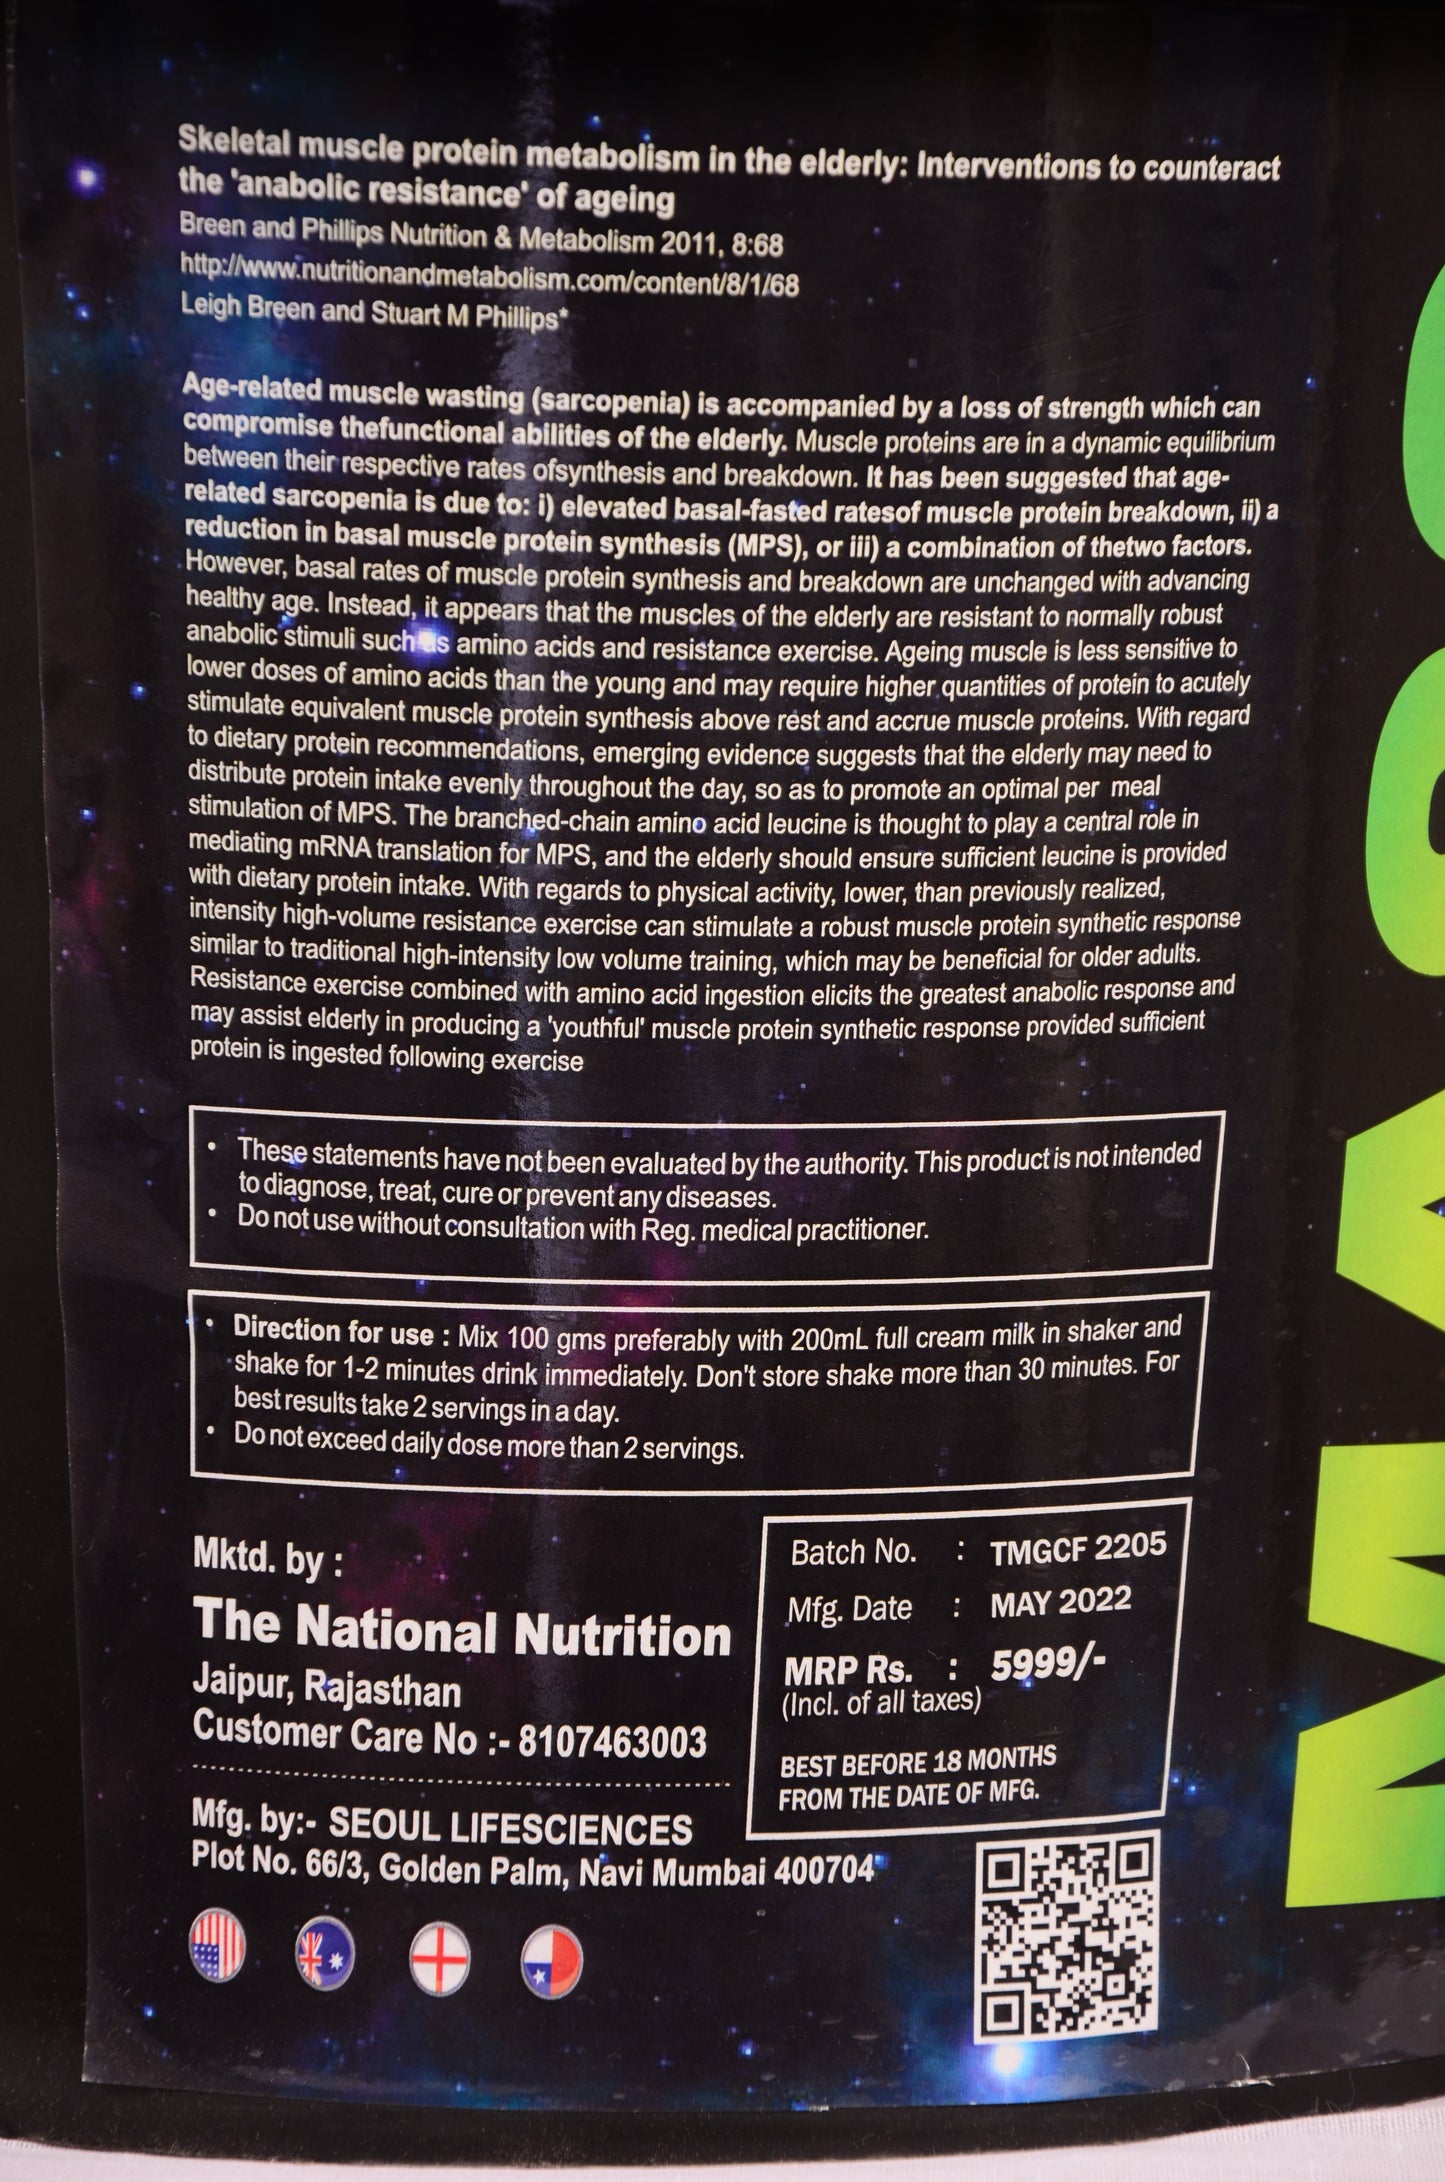 Skeletal muscle protein metabolism in the elderly: Interventions to counteract
the 'anabolic resistance' of ageing
Breen and Phillips Nutrition & Metabolism 2011, 8:68
http://www.nutritionandmetabolism.com/content/8/1/68
Leigh Breen and Stuart M Phillips*
Age-related muscle wasting (sarcopenia) is accompanied by a loss of strength which can
compromise thefunctional abilities of the elderly. Muscle proteins are in a dynamic equilibrium
between their respective rates ofsynthesis and breakdown. It has been suggested that age-
related sarcopenia is due to: i) elevated basal-fasted ratesof muscle protein breakdown, ii) a
reduction in basal muscle protein synthesis (MPS), or iii) a combination of thetwo factors.
However, basal rates of muscle protein synthesis and breakdown are unchanged with advancing
healthy age. Instead, it appears that the muscles of the elderly are resistant to normally robust
anabolic stimuli such as amino acids and resistance exercise. Ageing muscle is less sensitive to
lower doses of amino acids than the young and may require higher quantities of protein to acutely
stimulate equivalent muscle protein synthesis above rest and accrue muscle proteins. With regard
to dietary protein recommendations, emerging evidence suggests that the elderly may need to
distribute protein intake evenly throughout the day, so as to promote an optimal per meal
stimulation of MPS. The branched-chain amino acid leucine is thought to play a central role in
mediating mRNA translation for MPS, and the elderly should ensure sufficient leucine is provided
with dietary protein intake. With regards to physical activity, lower, than previously realized,
intensity high-volume resistance exercise can stimulate a robust muscle protein synthetic response
similar to traditional high-intensity low volume training, which may be beneficial for older adults.
Resistance exercise combined with amino acid ingestion elicits the greatest anabolic response and
may assist elderly in producing a 'youthful' muscle protein synthetic response provided sufficient
protein is ingested following exercise
• These statements have not been evaluated by the authority. This product is not intended
to diagnose, treat, cure or prevent any diseases.
• Do not use without consultation with Reg. medical practitioner.
• Direction for use : Mix 100 gms preferably with 200mL full cream milk in shaker and
shake for 1-2 minutes drink immediately. Don't store shake more than 30 minutes. For
best results take 2 servings in a day.
• Do not exceed daily dose more than 2 servings.
Mktd. by :
The National Nutrition
Jaipur, Rajasthan
Customer Care No :- 8107463003
Mfg. by:- SEOUL LIFESCIENCES
Plot No. 66/3, Golden Palm, Navi Mumbai 400704
Batch No. : TMGCF 2205
Mfg. Date : MAY 2022
MRP Rs. : 5999/-
(Incl. of all taxes)
BEST BEFORE 18 MONTHS
FROM THE DATE OF MFG.
MASS